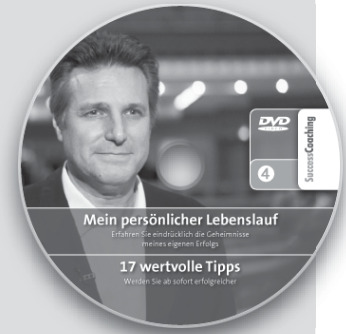 DVD
VIDEO
4
SuccessCoaching
Mein persönlicher Lebenslauf
Erfahren Sie eindrücklich die Geheimnisse
meines eigenen Erfolgs
17 wertvolle Tipps
Werden Sie ab sofort erfolgreicher